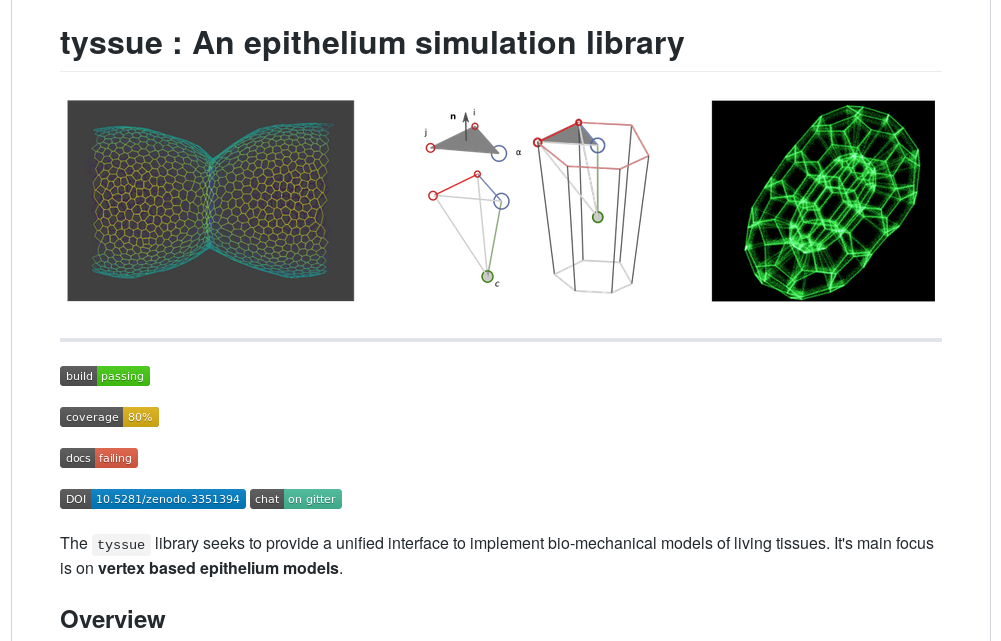 tyssue : An epithelium simulation library
n i
j
α
c
build passing
coverage 80%
docs failing
DOI 10.5281/zenodo.3351394 chat on gitter
The tyssue library seeks to provide a unified interface to implement bio-mechanical models of living tissues. It's main focus
is on vertex based epithelium models.
Overview